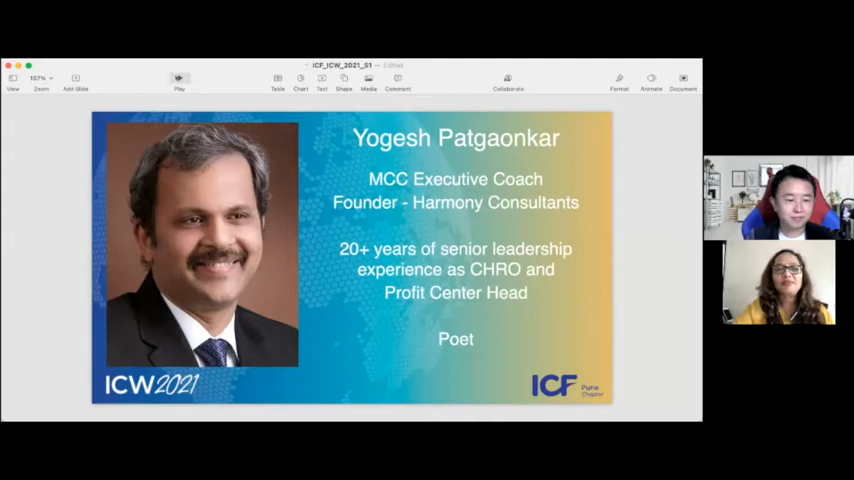 ICF_ICW_2021_S1 — Edited
107%
View
Zoom
Add Slide
Play
Table
Chart
Text
Shape
Media
Comment
Collaborate
Format
Animate
Document
Yogesh Patgaonkar
MCC Executive Coach
Founder - Harmony Consultants
20+ years of senior leadership
experience as CHRO and
Profit Center Head
Poet
ICW2021
ICF Pune
Chapter